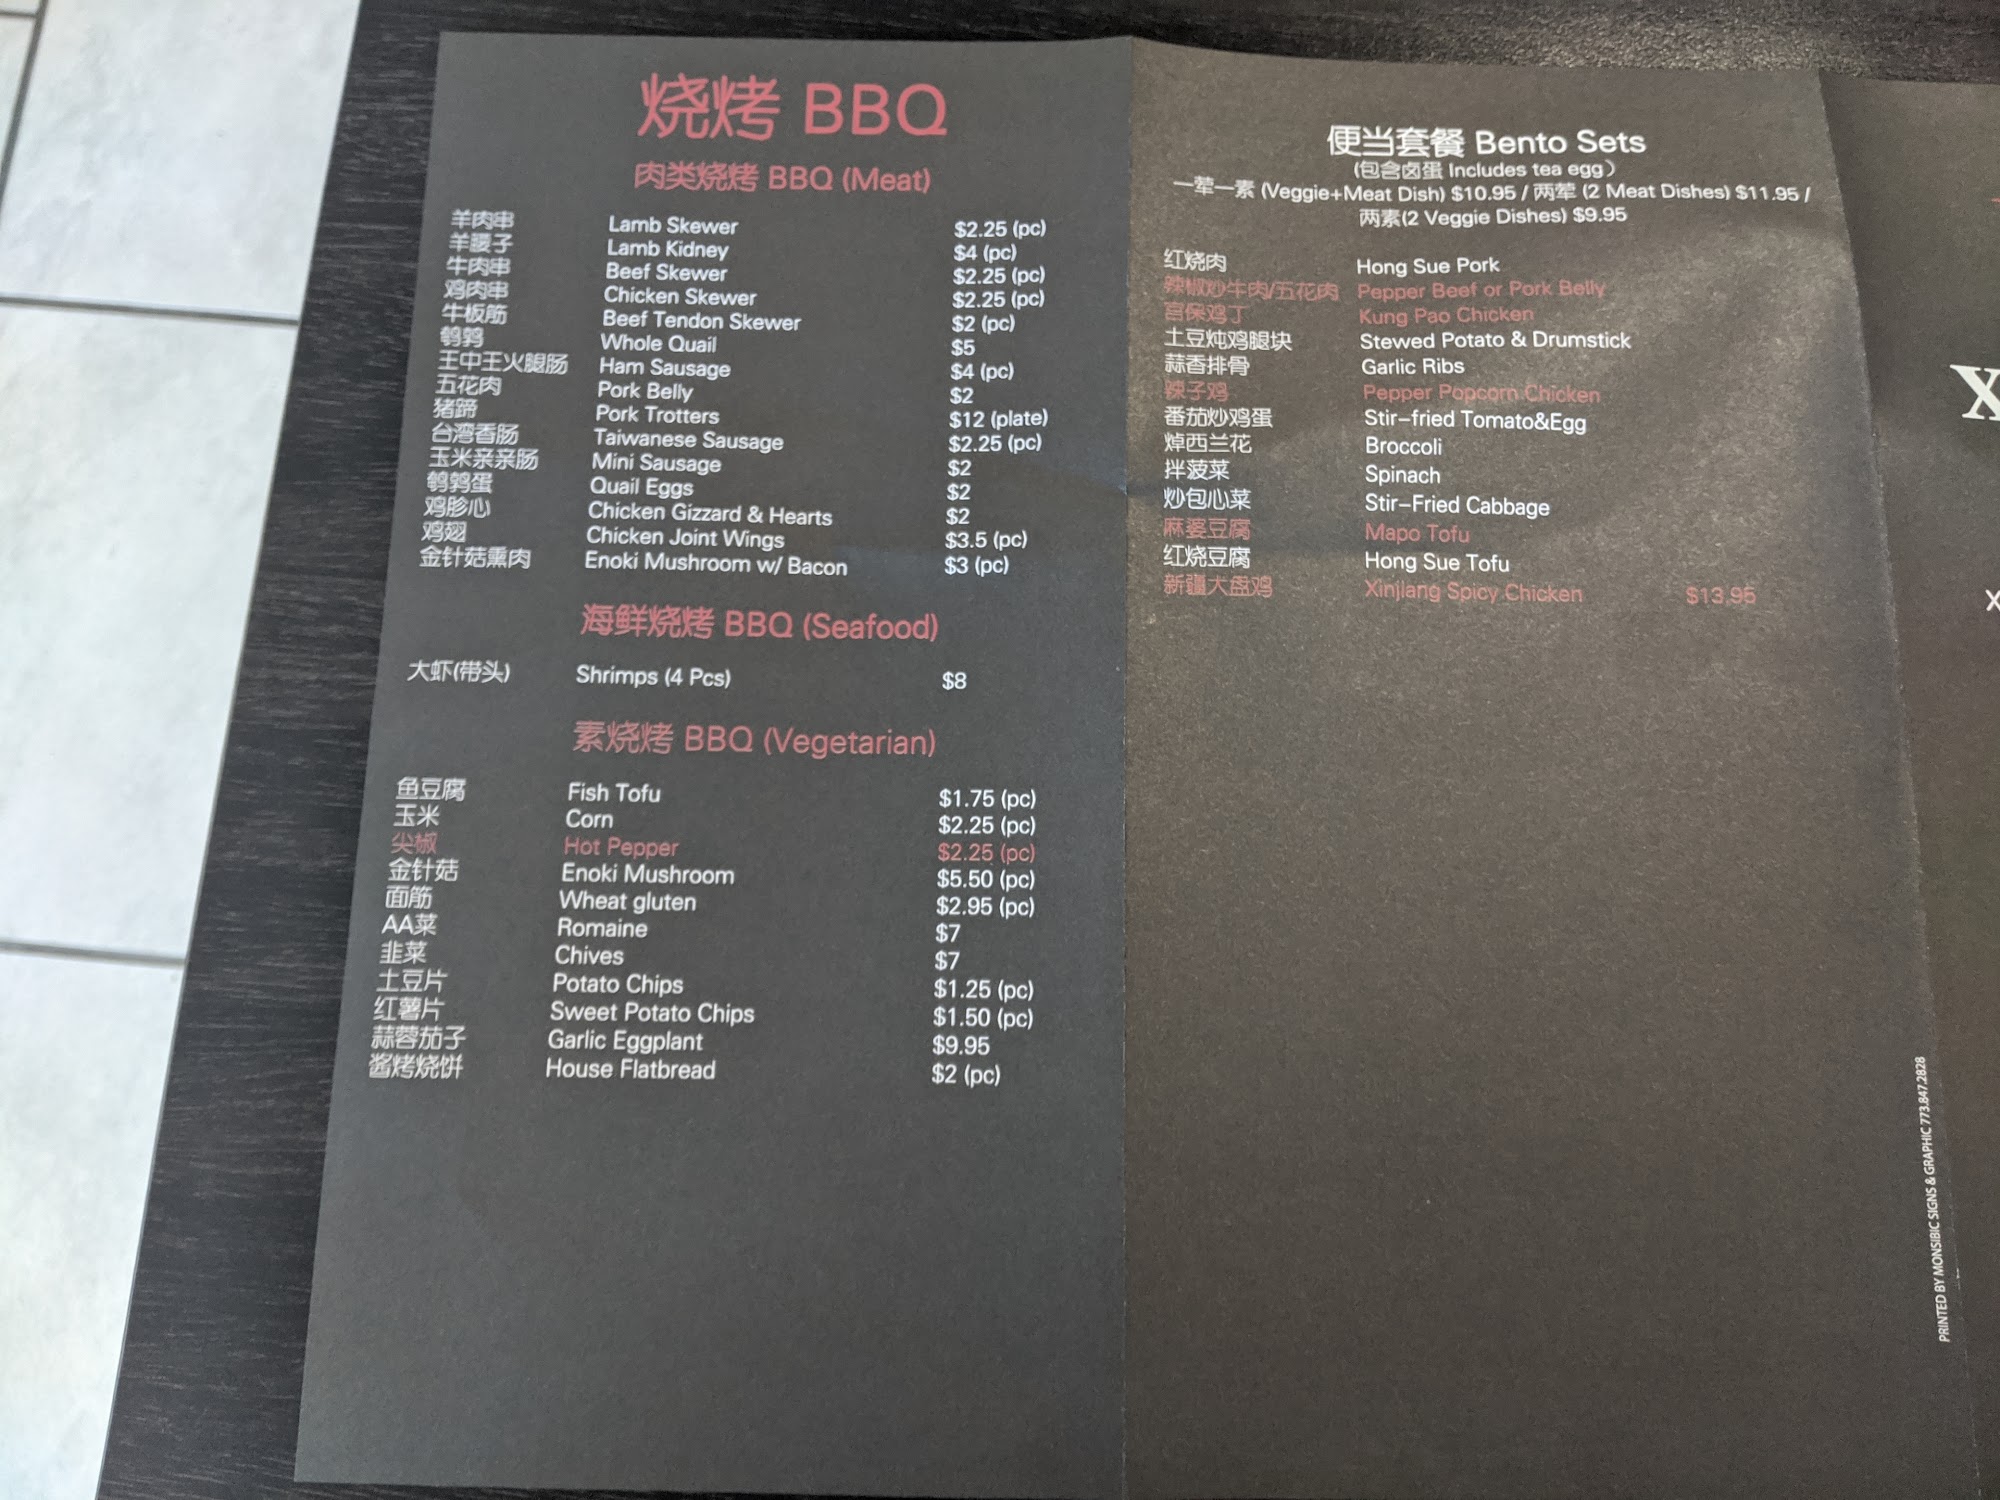 烧烤 BBQ
肉类烧烤 BBQ (Meat)
羊肉串 Lamb Skewer $2.25 (pc)
羊腰子 Lamb Kidney $4 (pc)
牛肉串 Beef Skewer $2.25 (pc)
鸡肉串 Chicken Skewer $2.25 (pc)
牛板筋 Beef Tendon Skewer $2 (pc)
鹌鹑 Whole Quail $5
王中王火腿肠 Ham Sausage $4 (pc)
五花肉 Pork Belly $2
猪蹄 Pork Trotters $12 (plate)
台湾香肠 Taiwanese Sausage $2.25 (pc)
玉米亲亲肠 Mini Sausage $2
鹌鹑蛋 Quail Eggs $2
鸡胗心 Chicken Gizzard & Hearts $2
鸡翅 Chicken Joint Wings $3.5 (pc)
金针菇熏肉 Enoki Mushroom w/ Bacon $3 (pc)
海鲜烧烤 BBQ (Seafood)
大虾(带头) Shrimps (4 Pcs) $8
素烧烤 BBQ (Vegetarian)
鱼豆腐 Fish Tofu $1.75 (pc)
玉米 Corn $2.25 (pc)
尖椒 Hot Pepper $2.25 (pc)
金针菇 Enoki Mushroom $5.50 (pc)
面筋 Wheat gluten $2.95 (pc)
AA菜 Romaine $7
韭菜 Chives $7
土豆片 Potato Chips $1.25 (pc)
红薯片 Sweet Potato Chips $1.50 (pc)
蒜蓉茄子 Garlic Eggplant $9.95
酱烤烧饼 House Flatbread $2 (pc)
便当套餐 Bento Sets
(包含卤蛋 Includes tea egg)
一荤一素 (Veggie+Meat Dish) $10.95 / 两荤 (2 Meat Dishes) $11.95 /
两素(2 Veggie Dishes) $9.95
红烧肉 Hong Sue Pork
辣椒炒牛肉/五花肉 Pepper Beef or Pork Belly
宫保鸡丁 Kung Pao Chicken
土豆炖鸡腿块 Stewed Potato & Drumstick
蒜香排骨 Garlic Ribs
辣子鸡 Pepper Popcorn Chicken
番茄炒鸡蛋 Stir-fried Tomato&Egg
焯西兰花 Broccoli
拌菠菜 Spinach
炒包心菜 Stir-Fried Cabbage
麻婆豆腐 Mapo Tofu
红烧豆腐 Hong Sue Tofu
新疆大盘鸡 Xinjiang Spicy Chicken $13.95
PRINTED BY MONSIBIC SIGNS & GRAPHIC 773.847.2828
X
X